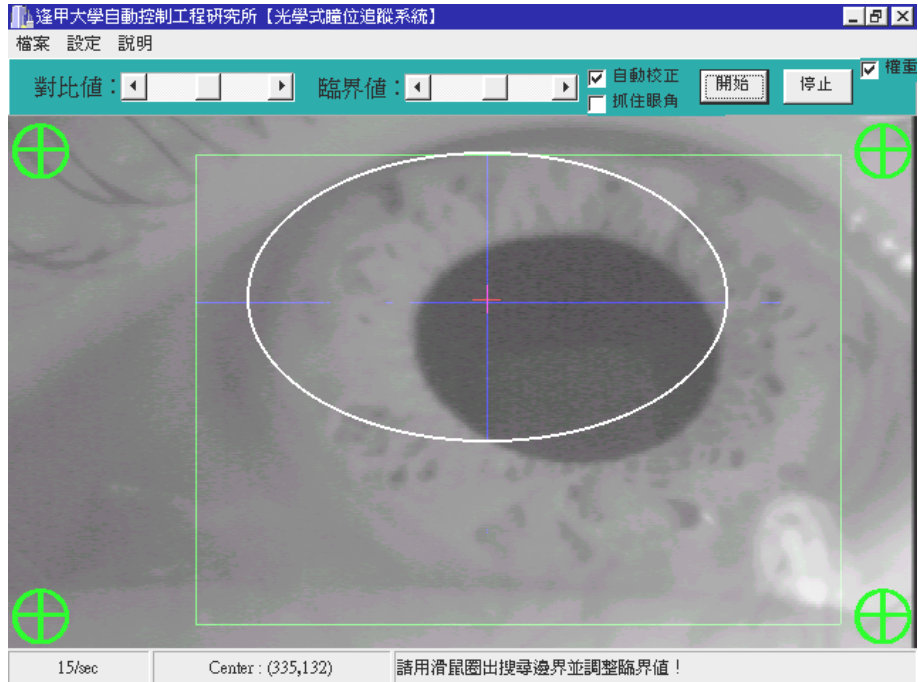 逢甲大學自動控制工程研究所【光學式瞳位追蹤系統】
檔案 設定 說明
對比值： 臨界值： 自動校正 開始 停止 權重
抓住眼角
15/sec Center : (335,132) 請用滑鼠圈出搜尋邊界並調整臨界值！